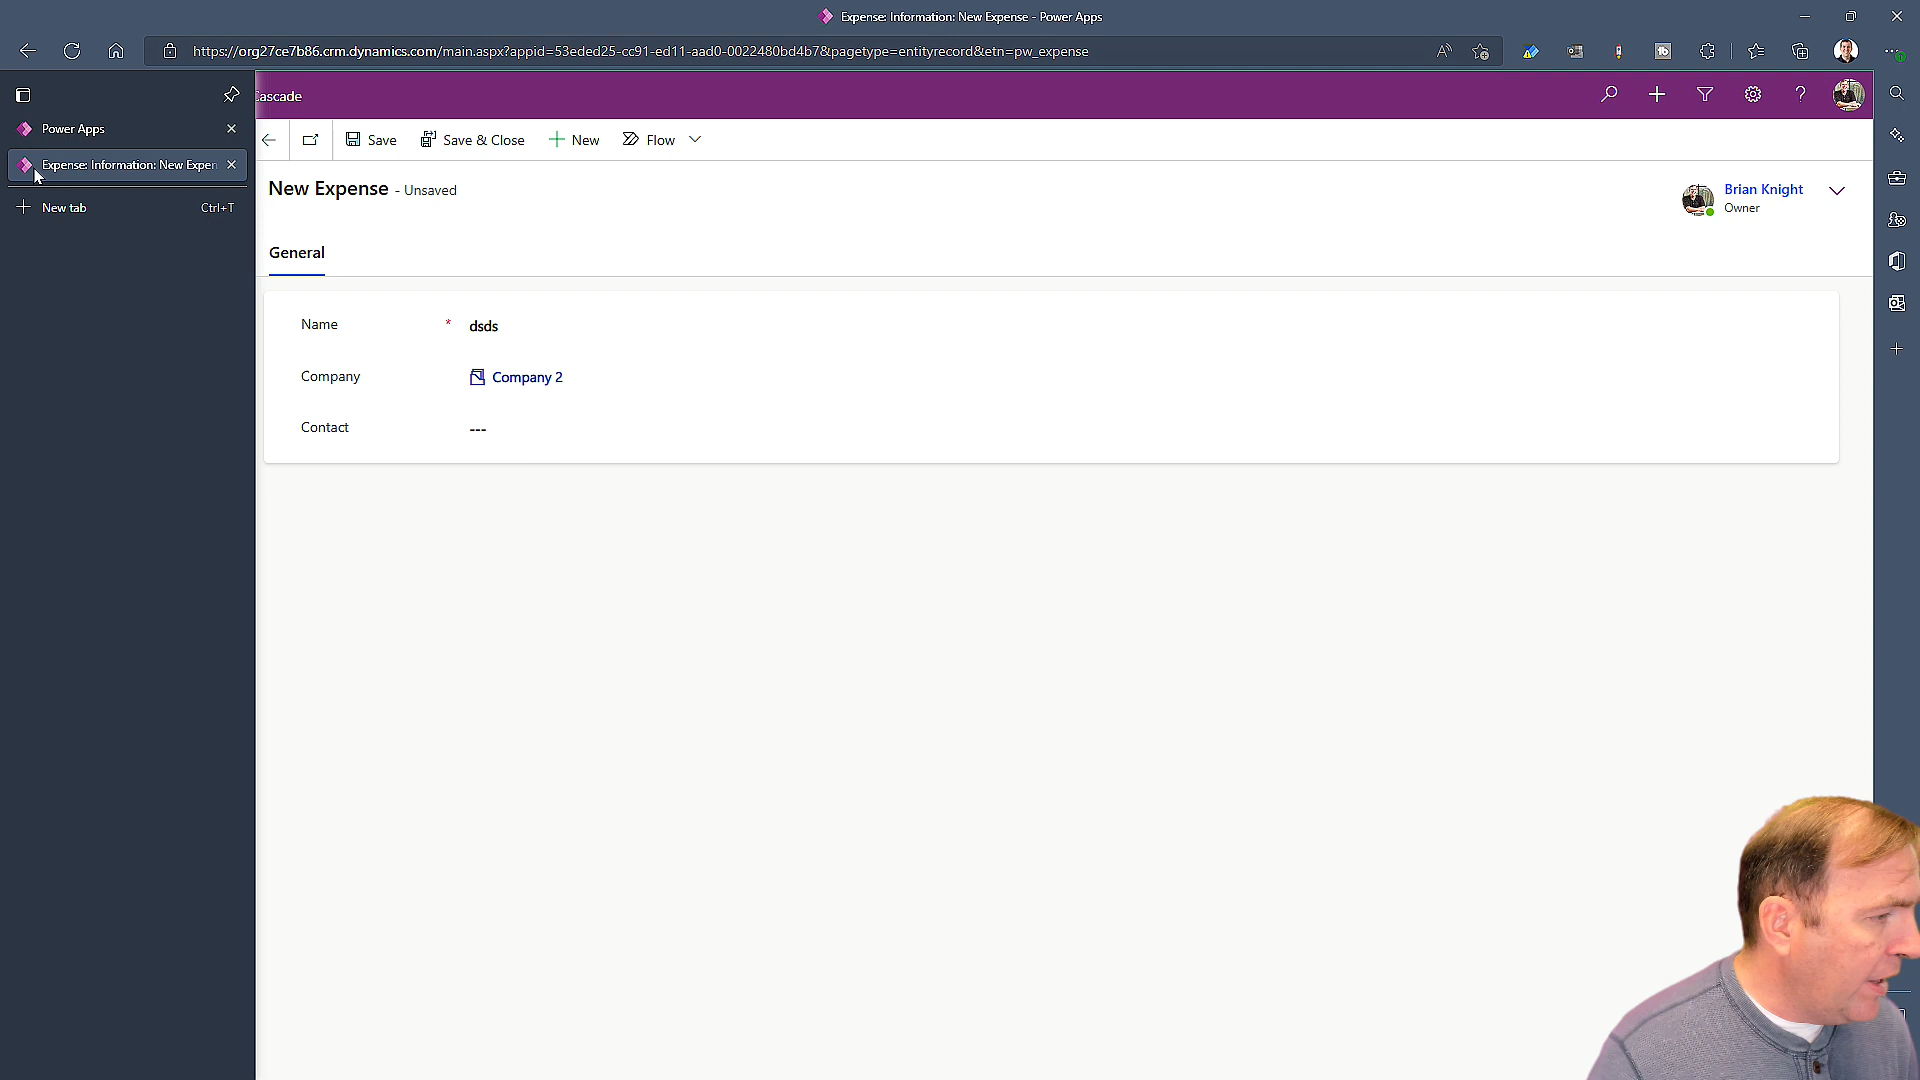 Expense: Information: New Expense - Power Apps
https://org27ce7b86.crm.dynamics.com/main.aspx?appid=53eded25-cc91-ed11-aad0-0022480bd4b7&pagetype=entityrecord&etn=pw_expense
Power Apps
Expense: Information: New Expen
New tab Ctrl+T
Cascade
Save
Save & Close
New
Flow
New Expense - Unsaved
Brian Knight
Owner
General
Name * dsds
Company Company 2
Contact ---